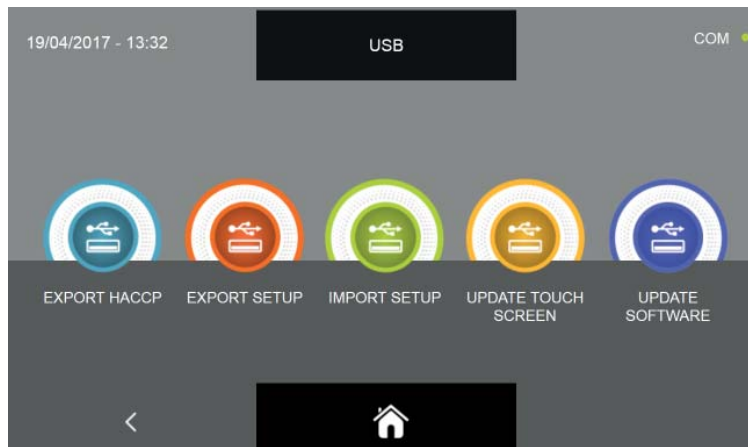 19/04/2017 - 13:32
USB
COM
EXPORT HACCP
EXPORT SETUP
IMPORT SETUP
UPDATE TOUCH
SCREEN
UPDATE
SOFTWARE